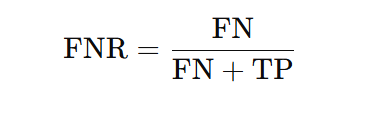 FNR = FN / FN + TP